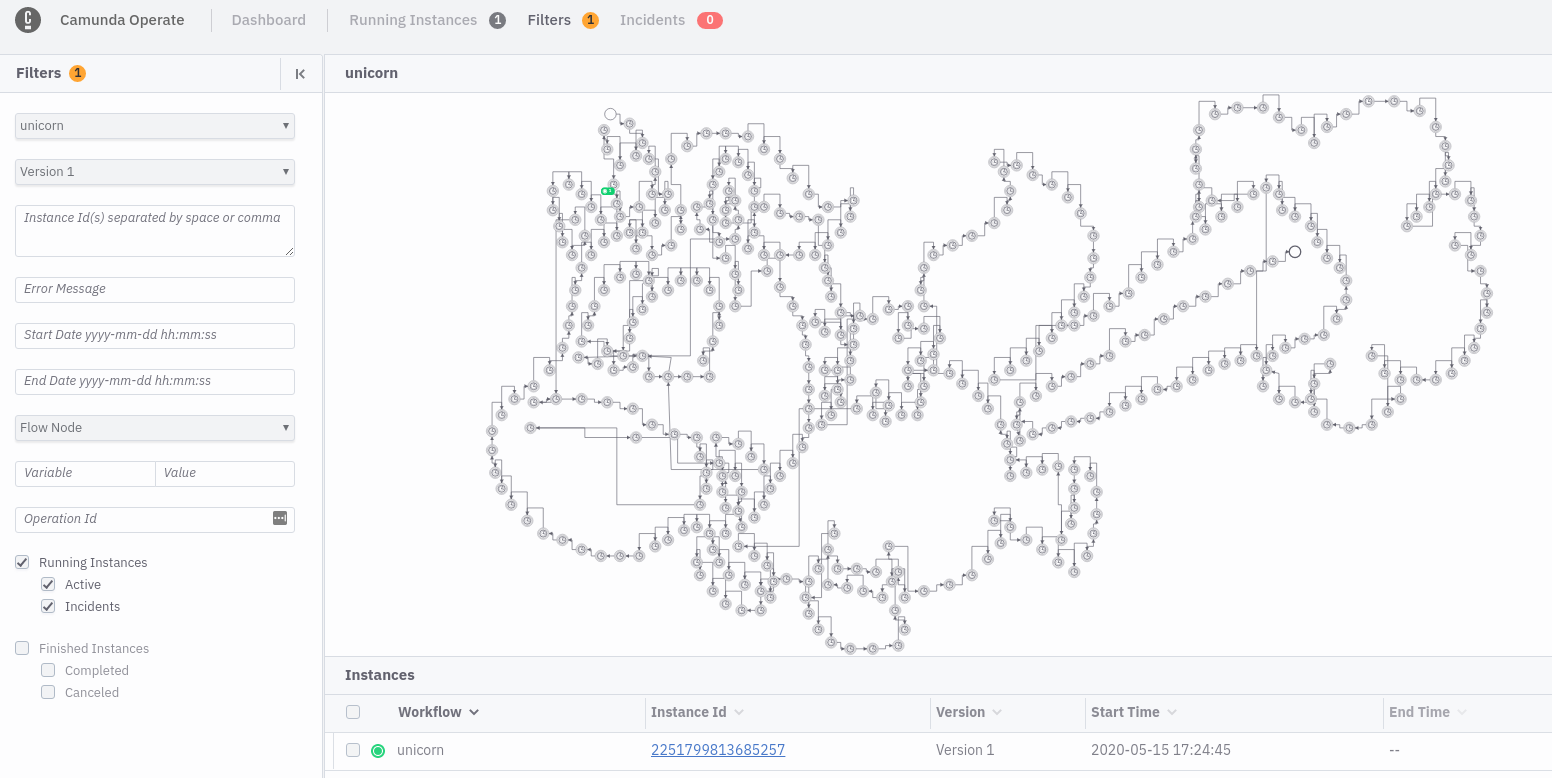 Camunda Operate Dashboard Running Instances 1 Filters 1 Incidents 0
Filters 1
unicorn
unicorn
Version 1
Instance Id(s) separated by space or comma
Error Message
Start Date yyyy-mm-dd hh:mm:ss
End Date yyyy-mm-dd hh:mm:ss
Flow Node
Variable Value
Operation Id
Running Instances
Active
Incidents
Finished Instances
Completed
Canceled
Instances
Workflow Instance Id Version Start Time End Time
unicorn 2251799813685257 Version 1 2020-05-15 17:24:45 --